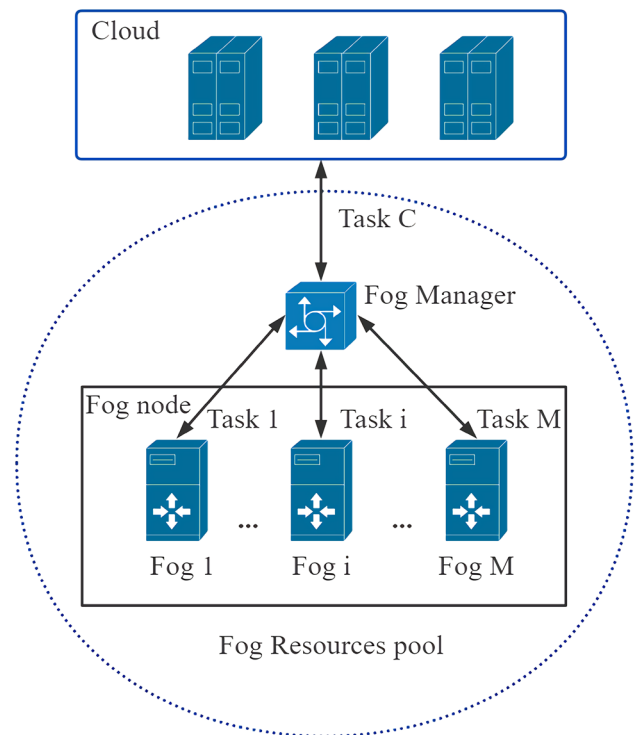 Cloud
Task C
Fog Manager
Fog node
Task 1
Task i
Task M
...
...
Fog 1
Fog i
Fog M
Fog Resources pool